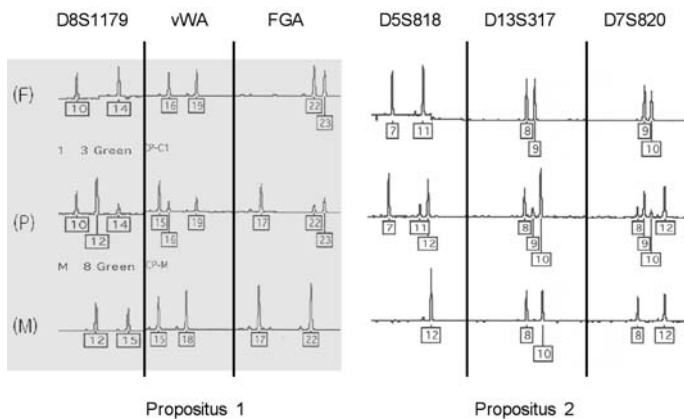 D8S1179 vWA FGA D5S818 D13S317 D7S820
(F)
10 14 16 19 22 7 11 8 9
23 9 10
1 3 Green CP-C1
(P)
10 14 15 19 17 22 7 11 8 8 12
12 16 23 12 9 9
10 10
M 8 Green CP-M
(M)
12 15 15 18 17 22 12 8 8 12
10
Propositus 1 Propositus 2